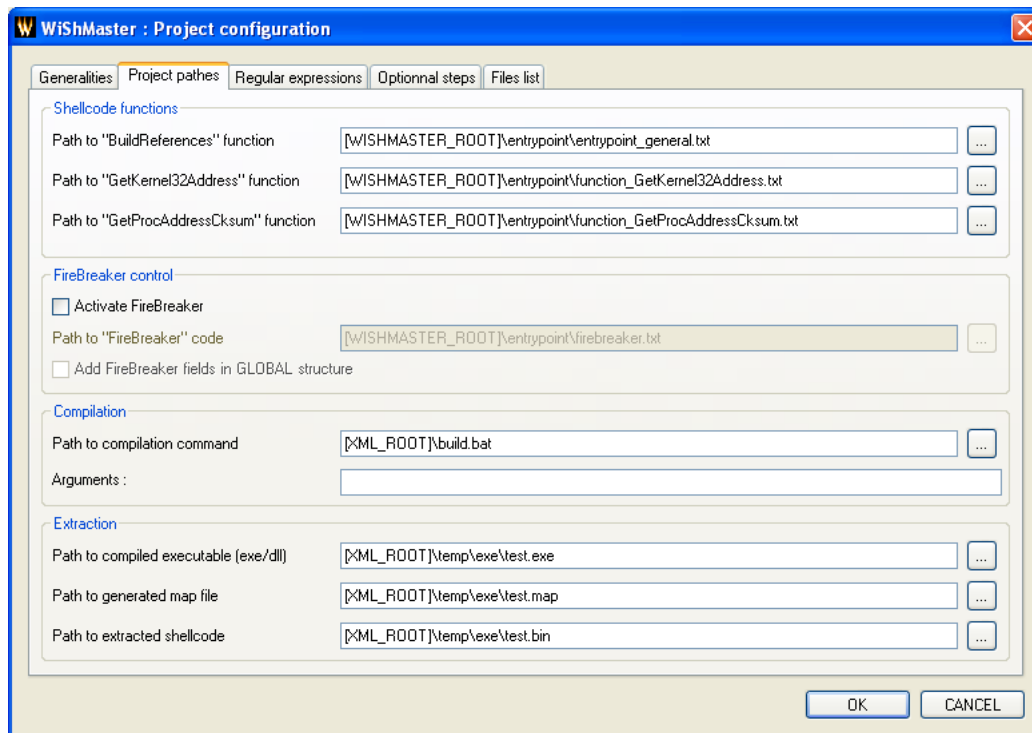 WiShMaster : Project configuration
Generalities Project pathes Regular expressions Optionnal steps Files list
Shellcode functions
Path to "BuildReferences" function [WISHMASTER_ROOT]\entrypoint\entrypoint_general.txt ...
Path to "GetKernel32Address" function [WISHMASTER_ROOT]\entrypoint\function_GetKernel32Address.txt ...
Path to "GetProcAddressCksum" function [WISHMASTER_ROOT]\entrypoint\function_GetProcAddressCksum.txt ...
FireBreaker control
Activate FireBreaker
Path to "FireBreaker" code [WISHMASTER_ROOT]\entrypoint\firebreaker.txt ...
Add FireBreaker fields in GLOBAL structure
Compilation
Path to compilation command [XML_ROOT]\build.bat ...
Arguments :
Extraction
Path to compiled executable (exe/dll) [XML_ROOT]\temp\exe\test.exe ...
Path to generated map file [XML_ROOT]\temp\exe\test.map ...
Path to extracted shellcode [XML_ROOT]\temp\exe\test.bin ...
OK CANCEL